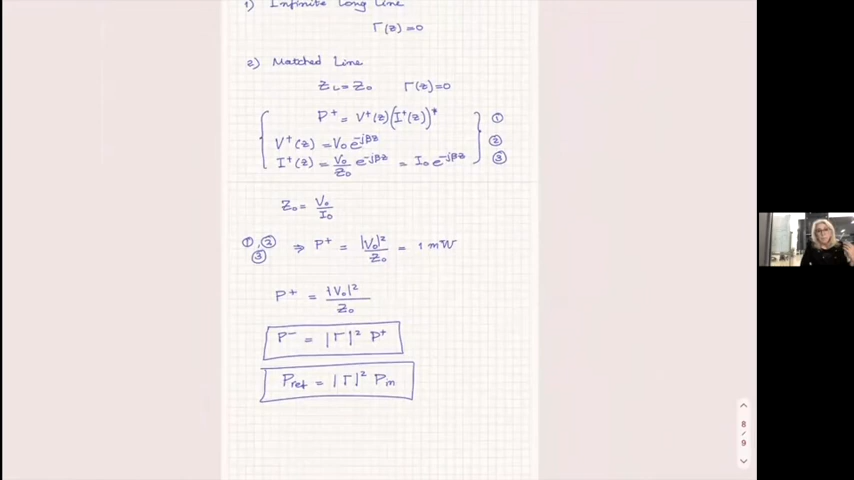 1) Infinite Long Line
Γ(z) = 0
2) Matched Line
Z_L = Z_0   Γ(z) = 0
P⁺ = V⁺(z)(I⁺(z))*   ①
V⁺(z) = V_0 e^{-jβz}   ②
I⁺(z) = V_0/Z_0 e^{-jβz} = I_0 e^{-jβz}   ③
Z_0 = V_0/I_0
①,② ③ ⇒ P⁺ = |V_0|²/Z_0 = 1 mW
P⁺ = |V_0|²/Z_0
P⁻ = |Γ|² P⁺
P_ref = |Γ|² P_in
8
/
9